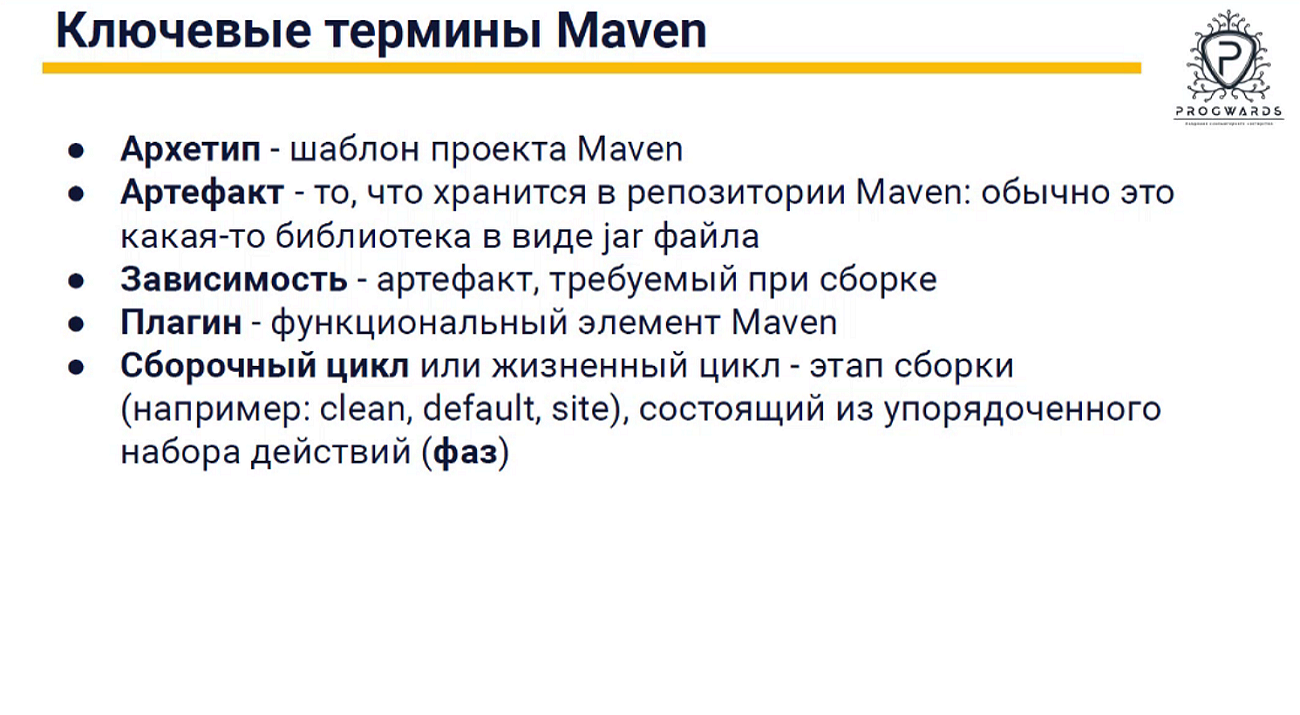 Ключевые термины Maven
PROGWARDS
● Архетип - шаблон проекта Maven
● Артефакт - то, что хранится в репозитории Maven: обычно это
какая-то библиотека в виде jar файла
● Зависимость - артефакт, требуемый при сборке
● Плагин - функциональный элемент Maven
● Сборочный цикл или жизненный цикл - этап сборки
(например: clean, default, site), состоящий из упорядоченного
набора действий (фаз)